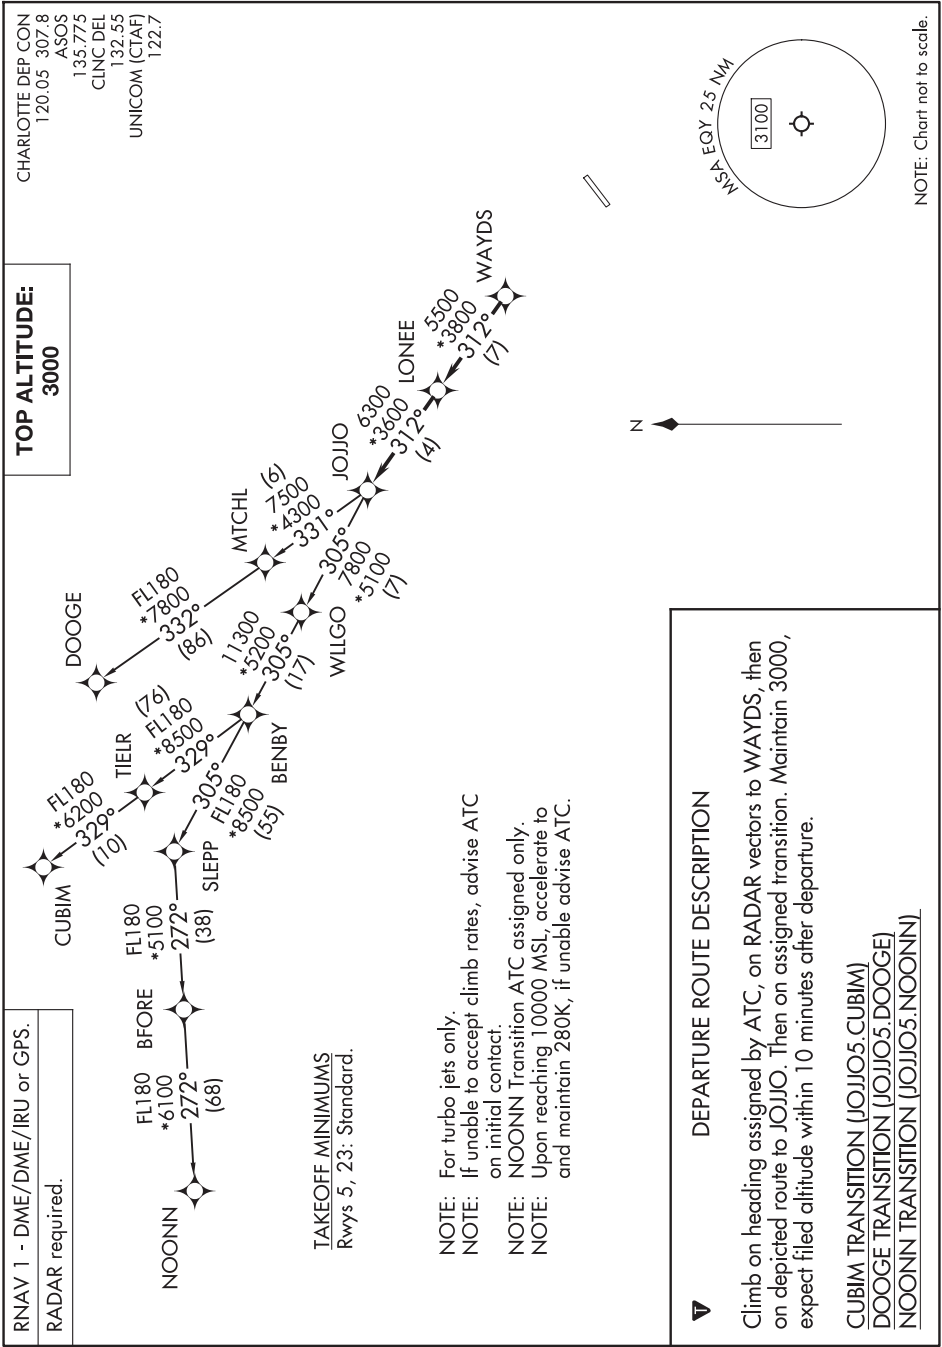 RNAV 1 - DME/DME/IRU or GPS.
RADAR required.
TOP ALTITUDE:
3000
CHARLOTTE DEP CON
120.05 307.8
ASOS
135.775
CLNC DEL
132.55
UNICOM (CTAF)
122.7
CUBIM
FL180
*6200
329°
(10)
TIELR
(76)
FL180
*8500
329°
DOOGE
FL180
*7800
332°
(86)
MTCHL
(6)
7500
*4300
331°
JOJJO
6300
*3600
312°
(4)
LONEE
5500
*3800
312°
(7)
WAYDS
NOONN
FL180
*6100
272°
(68)
BFORE
FL180
*5100
272°
(38)
SLEPP
305°
FL180
*8500
(55)
BENBY
11300
*5200
305°
(17)
WLLGO
305°
7800
*5100
(7)
MSA EQY 25 NM
3100
N
TAKEOFF MINIMUMS
Rwys 5, 23: Standard.
NOTE: For turbo jets only.
NOTE: If unable to accept climb rates, advise ATC
on initial contact.
NOTE: NOONN Transition ATC assigned only.
NOTE: Upon reaching 10000 MSL, accelerate to
and maintain 280K, if unable advise ATC.
NOTE: Chart not to scale.
T
DEPARTURE ROUTE DESCRIPTION
Climb on heading assigned by ATC, on RADAR vectors to WAYDS, then
on depicted route to JOJJO. Then on assigned transition. Maintain 3000,
expect filed altitude within 10 minutes after departure.
CUBIM TRANSITION (JOJJO5.CUBIM)
DOOGE TRANSITION (JOJJO5.DOOGE)
NOONN TRANSITION (JOJJO5.NOONN)